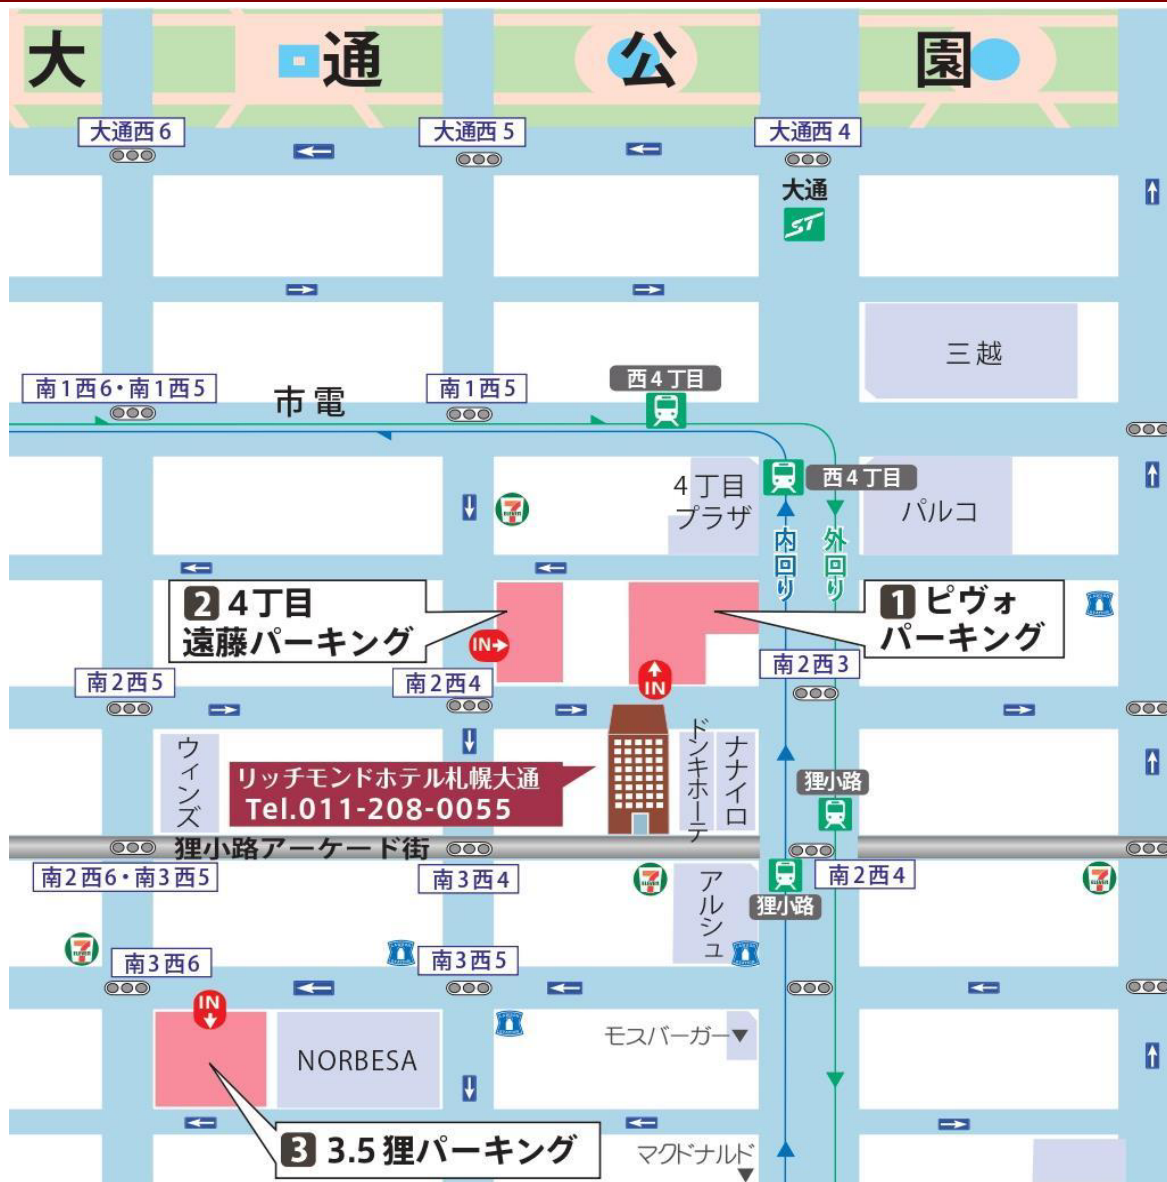 大通公園
大通西6
大通西5
大通西4
大通
ST
三越
西4丁目
南1西6・南1西5
市電
南1西5
4丁目
プラザ
西4丁目
パルコ
7
ELEVEN
内回り
外回り
2 4丁目
遠藤パーキング
1 ピヴォ
パーキング
IN
IN
南2西5
南2西4
南2西3
ウィンズ
リッチモンドホテル札幌大通
Tel.011-208-0055
ドンキホーテ
ナナイロ
狸小路
狸小路アーケード街
南2西6・南3西5
南3西4
7
ELEVEN
アルシュ
狸小路
南2西4
7
ELEVEN
7
ELEVEN
南3西6
南3西5
IN
NORBESA
モスバーガー▼
3 3.5狸パーキング
マクドナルド
▼